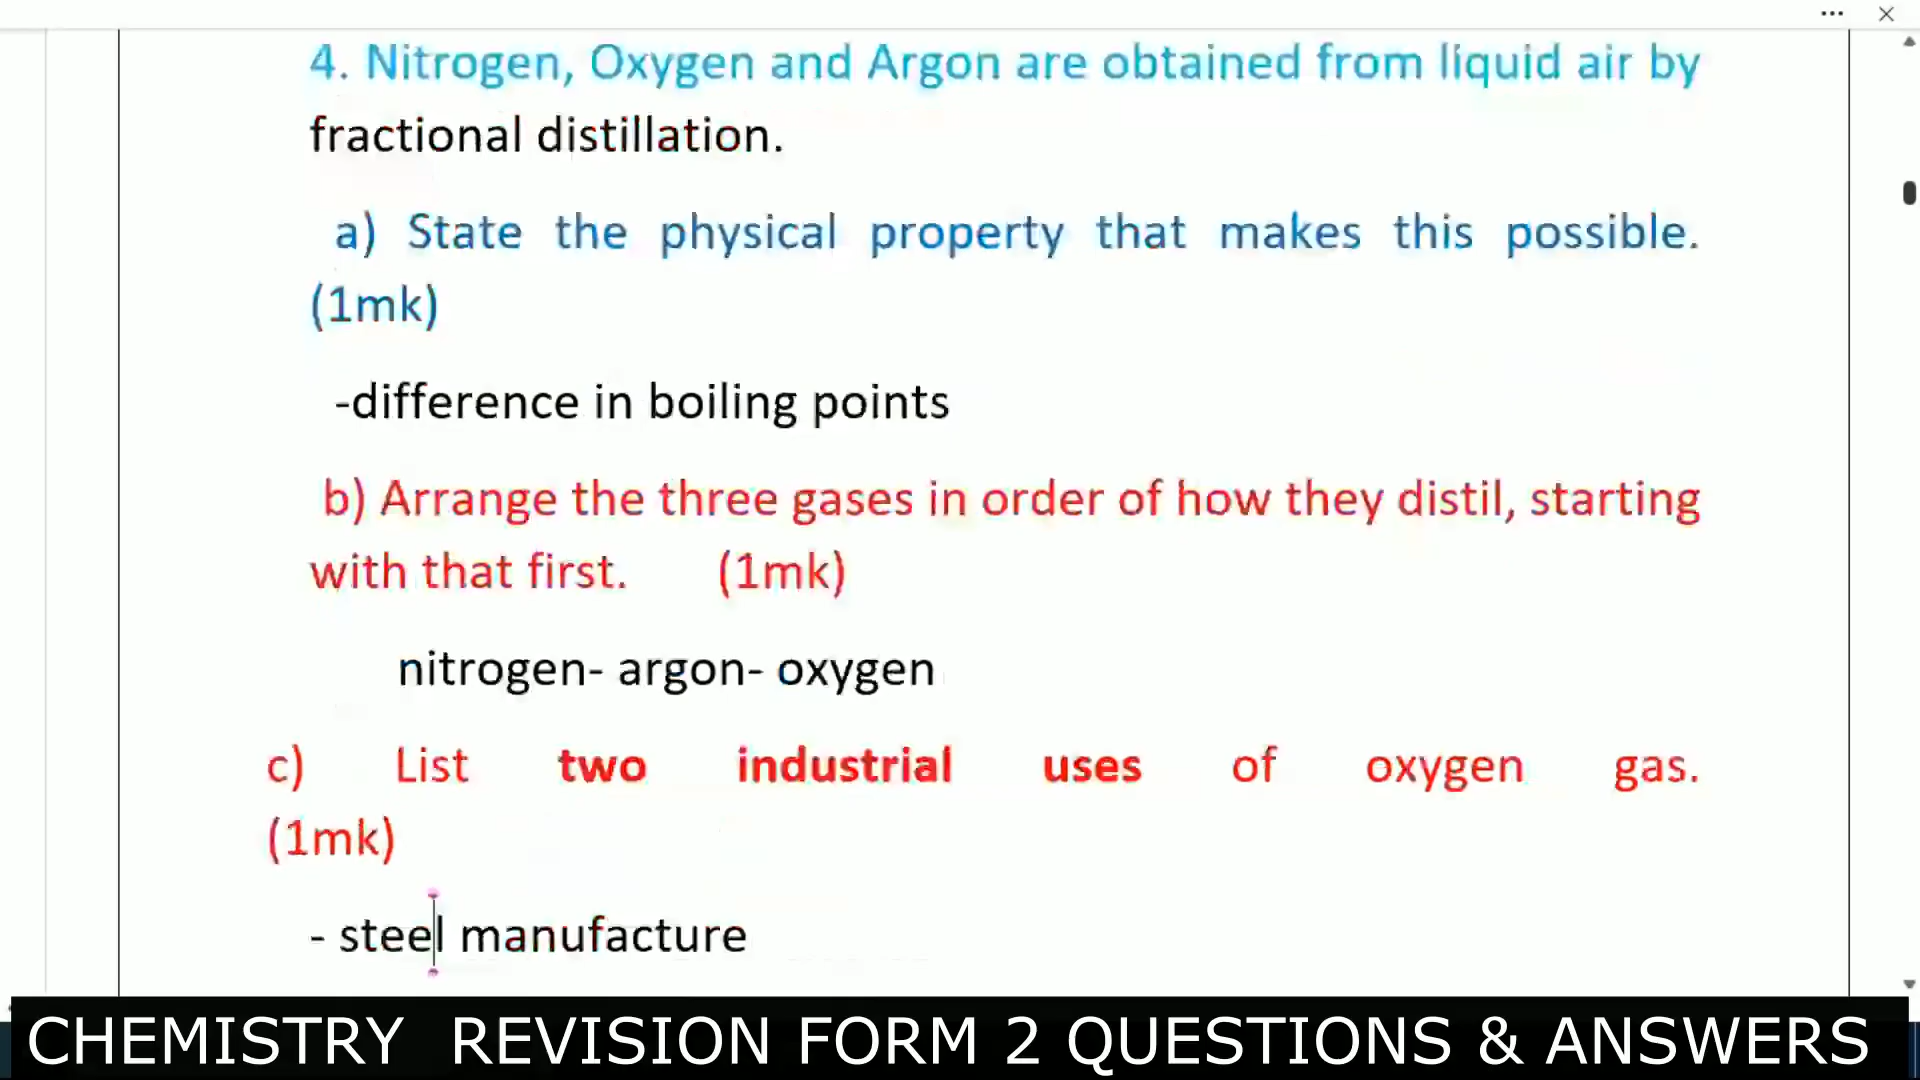 4. Nitrogen, Oxygen and Argon are obtained from liquid air by
fractional distillation.
a) State the physical property that makes this possible.
(1mk)
-difference in boiling points
b) Arrange the three gases in order of how they distil, starting
with that first. (1mk)
nitrogen- argon- oxygen
c) List two industrial uses of oxygen gas.
(1mk)
- steel manufacture
CHEMISTRY REVISION FORM 2 QUESTIONS & ANSWERS